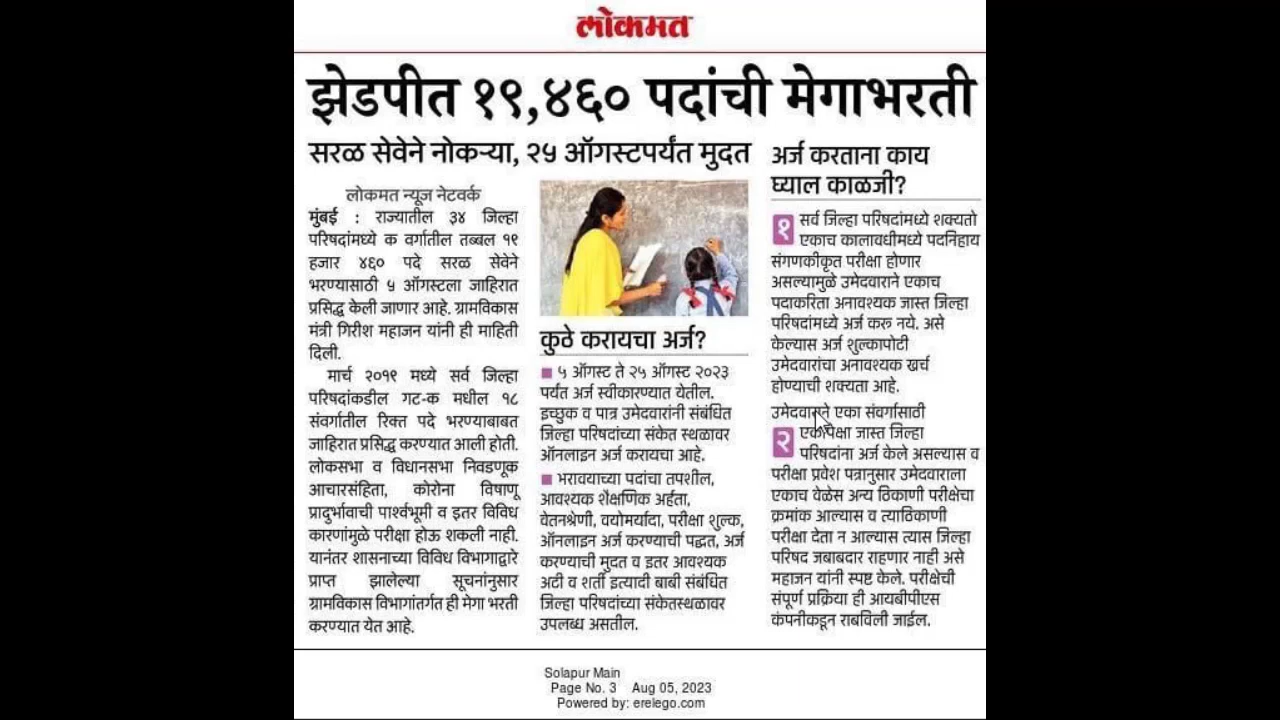 लोकमत
झेडपीत १९,४६० पदांची मेगाभरती
सरळ सेवेने नोकऱ्या, २५ ऑगस्टपर्यंत मुदत
लोकमत न्यूज नेटवर्क
मुंबई : राज्यातील ३४ जिल्हा
परिषदांमध्ये क वर्गातील तब्बल १९
हजार ४६० पदे सरळ सेवेने
भरण्यासाठी ५ ऑगस्टला जाहिरात
प्रसिद्ध केली जाणार आहे. ग्रामविकास
मंत्री गिरीश महाजन यांनी ही माहिती
दिली.
मार्च २०१९ मध्ये सर्व जिल्हा
परिषदांकडील गट-क मधील १८
संवर्गातील रिक्त पदे भरण्याबाबत
जाहिरात प्रसिद्ध करण्यात आली होती.
लोकसभा व विधानसभा निवडणूक
आचारसंहिता, कोरोना विषाणू
प्रादुर्भावाची पार्श्वभूमी व इतर विविध
कारणांमुळे परीक्षा होऊ शकली नाही.
यानंतर शासनाच्या विविध विभागाद्वारे
प्राप्त झालेल्या सूचनांनुसार
ग्रामविकास विभागांतर्गत ही मेगा भरती
करण्यात येत आहे.
कुठे करायचा अर्ज?
■ ५ ऑगस्ट ते २५ ऑगस्ट २०२३
पर्यंत अर्ज स्वीकारण्यात येतील.
इच्छुक व पात्र उमेदवारांनी संबंधित
जिल्हा परिषदांच्या संकेत स्थळावर
ऑनलाइन अर्ज करायचा आहे.
■ भरावयाच्या पदांचा तपशील,
आवश्यक शैक्षणिक अर्हता,
वेतनश्रेणी, वयोमर्यादा, परीक्षा शुल्क,
ऑनलाइन अर्ज करण्याची पद्धत, अर्ज
करण्याची मुदत व इतर आवश्यक
अटी व शर्ती इत्यादी बाबी संबंधित
जिल्हा परिषदांच्या संकेतस्थळावर
उपलब्ध असतील.
अर्ज करताना काय
घ्याल काळजी?
१ सर्व जिल्हा परिषदांमध्ये शक्यतो
एकाच कालावधीमध्ये पदनिहाय
संगणकीकृत परीक्षा होणार
असल्यामुळे उमेदवाराने एकाच
पदाकरिता अनावश्यक जास्त जिल्हा
परिषदांमध्ये अर्ज करू नये. असे
केल्यास अर्ज शुल्कापोटी
उमेदवारांचा अनावश्यक खर्च
होण्याची शक्यता आहे.
उमेदवाराने एका संवर्गासाठी
२ एकापेक्षा जास्त जिल्हा
परिषदांना अर्ज केले असल्यास व
परीक्षा प्रवेश पत्रानुसार उमेदवाराला
एकाच वेळेस अन्य ठिकाणी परीक्षेचा
क्रमांक आल्यास व त्याठिकाणी
परीक्षा देता न आल्यास त्यास जिल्हा
परिषद जबाबदार राहणार नाही असे
महाजन यांनी स्पष्ट केले. परीक्षेची
संपूर्ण प्रक्रिया ही आयबीपीएस
कंपनीकडून राबविली जाईल.
Solapur Main
Page No. 3 Aug 05, 2023
Powered by: erelego.com